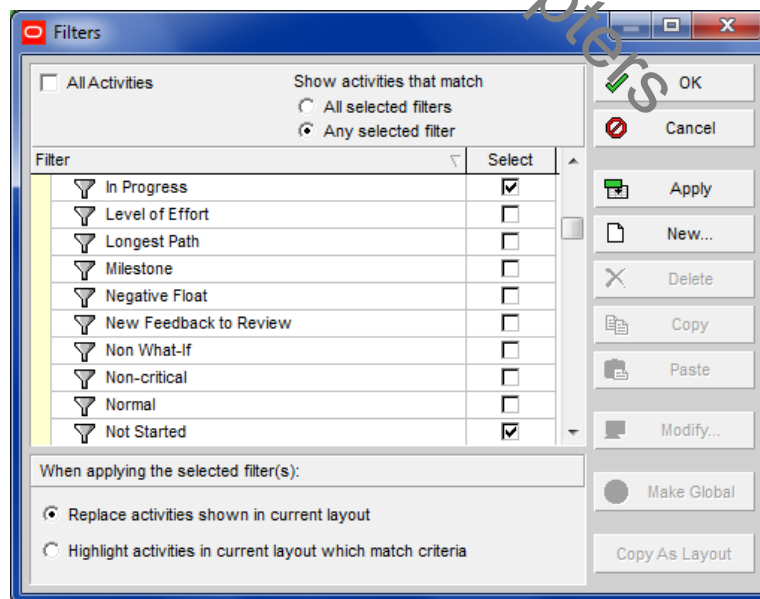 Filters
All Activities
Show activities that match
All selected filters
Any selected filter
Filter Select
In Progress
Level of Effort
Longest Path
Milestone
Negative Float
New Feedback to Review
Non What-If
Non-critical
Normal
Not Started
When applying the selected filter(s):
Replace activities shown in current layout
Highlight activities in current layout which match criteria
OK
Cancel
Apply
New...
Delete
Copy
Paste
Modify...
Make Global
Copy As Layout